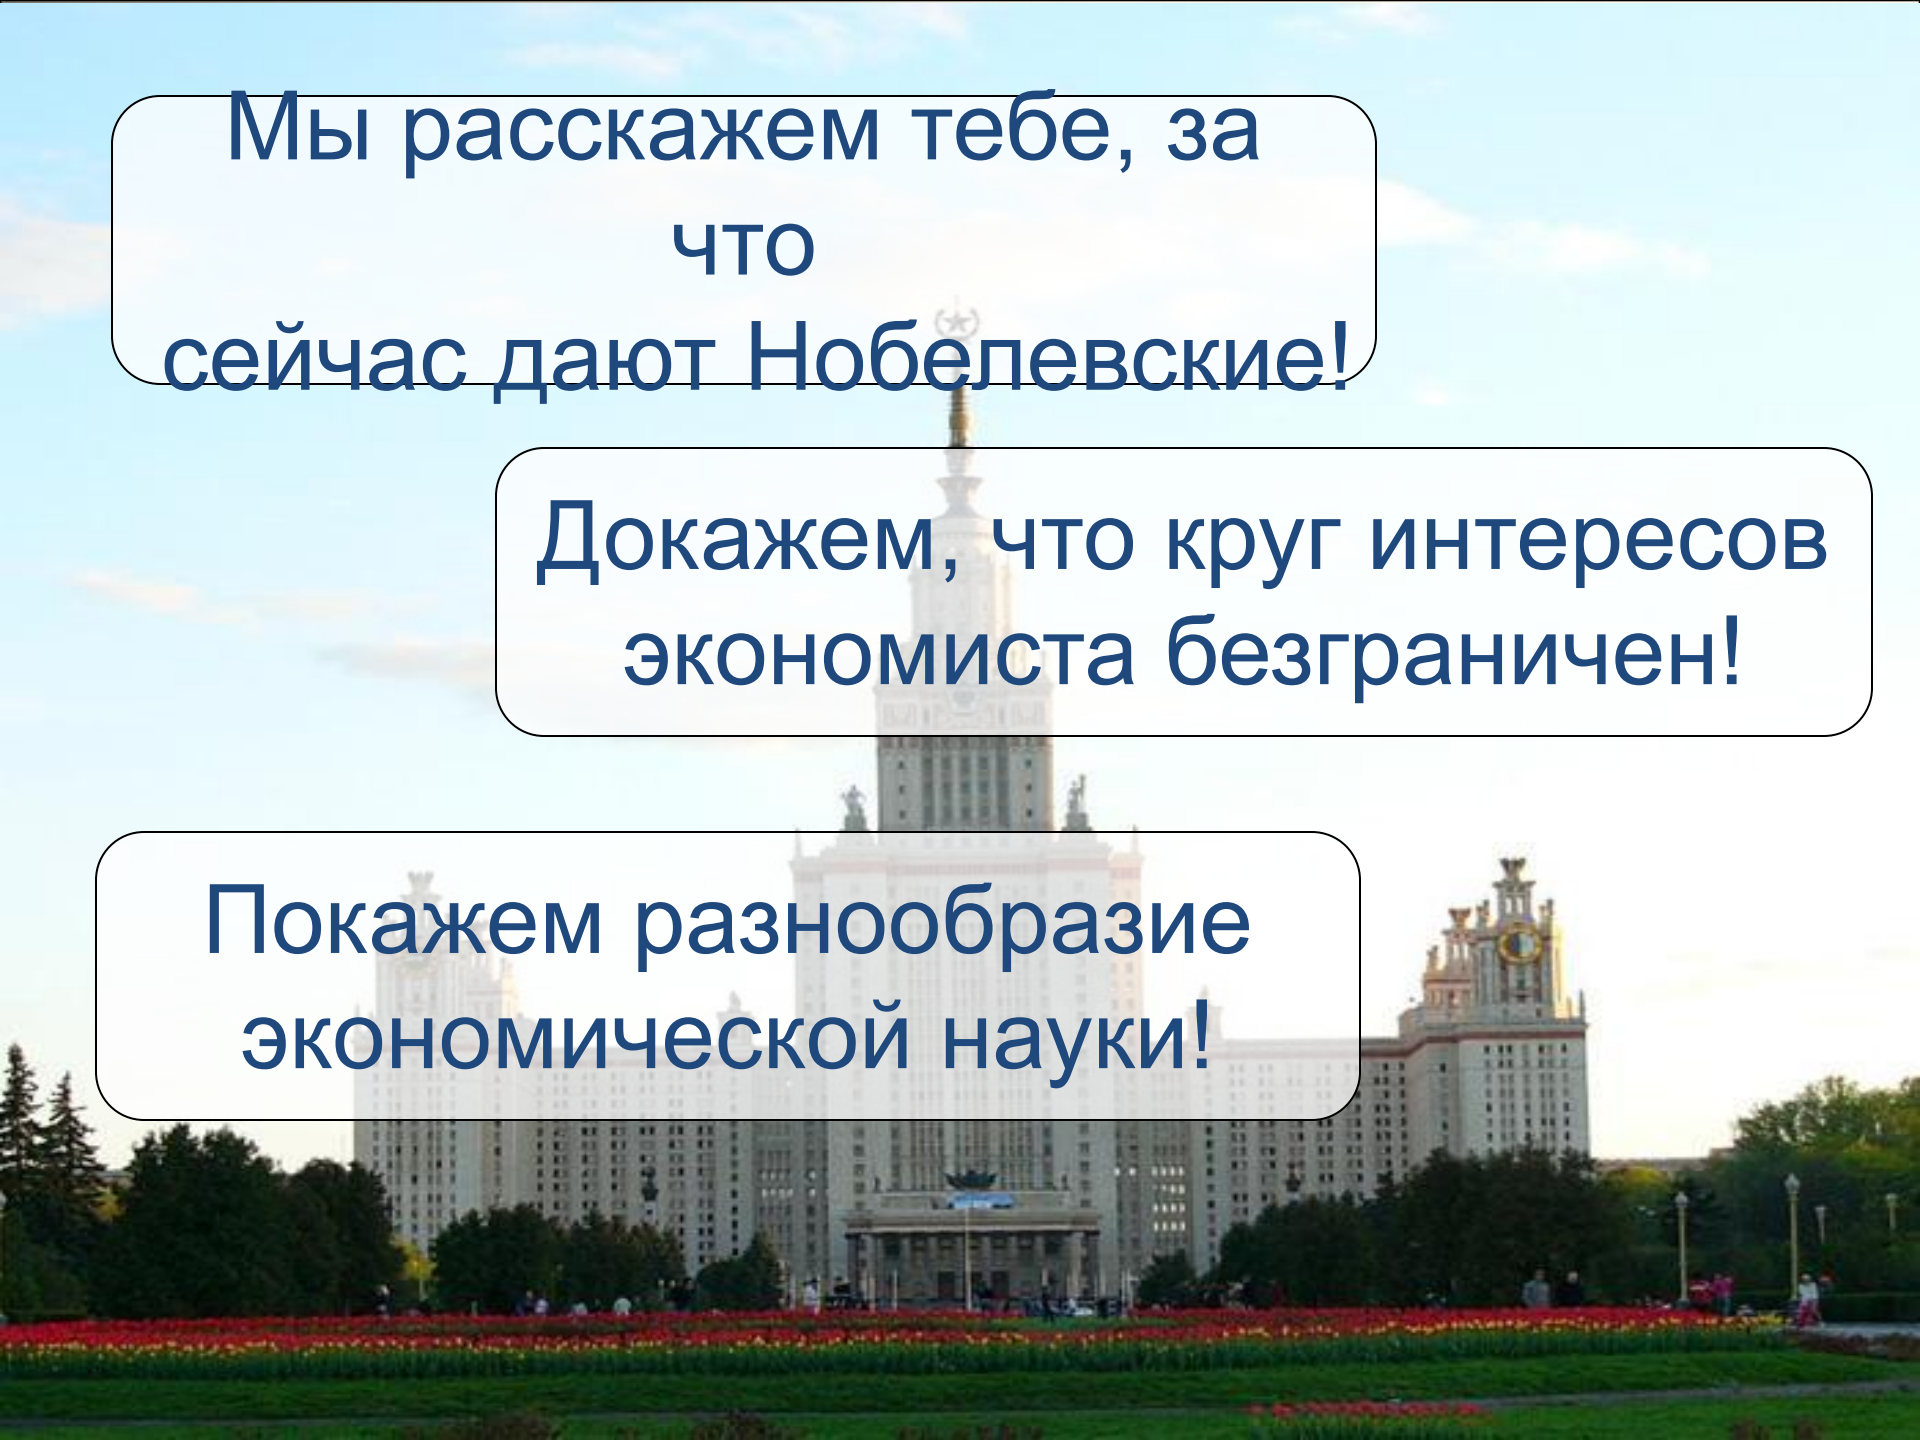 Мы расскажем тебе, за
что
сейчас дают Нобелевские!
Докажем, что круг интересов
экономиста безграничен!
Покажем разнообразие
экономической науки!